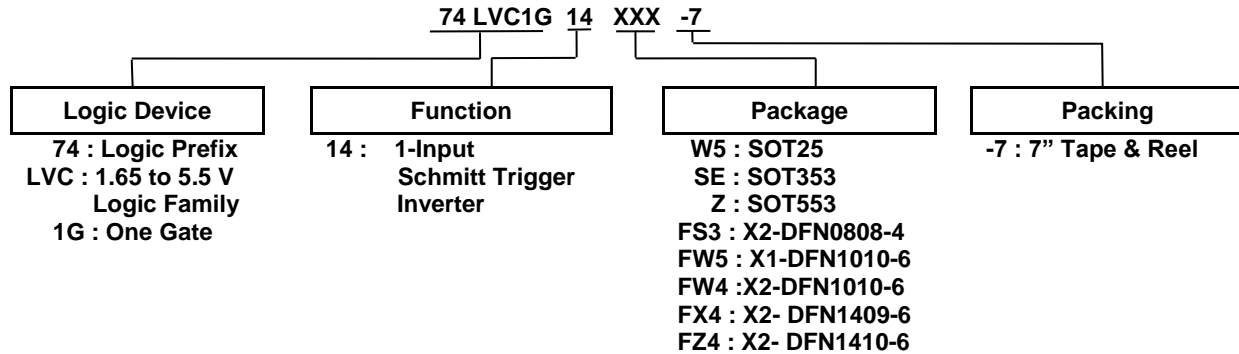 74 LVC1G 14 XXX -7
Logic Device
74 : Logic Prefix
LVC : 1.65 to 5.5 V
Logic Family
1G : One Gate
Function
14 : 1-Input
Schmitt Trigger
Inverter
Package
W5 : SOT25
SE : SOT353
Z : SOT553
FS3 : X2-DFN0808-4
FW5 : X1-DFN1010-6
FW4 :X2-DFN1010-6
FX4 : X2- DFN1409-6
FZ4 : X2- DFN1410-6
Packing
-7 : 7” Tape & Reel